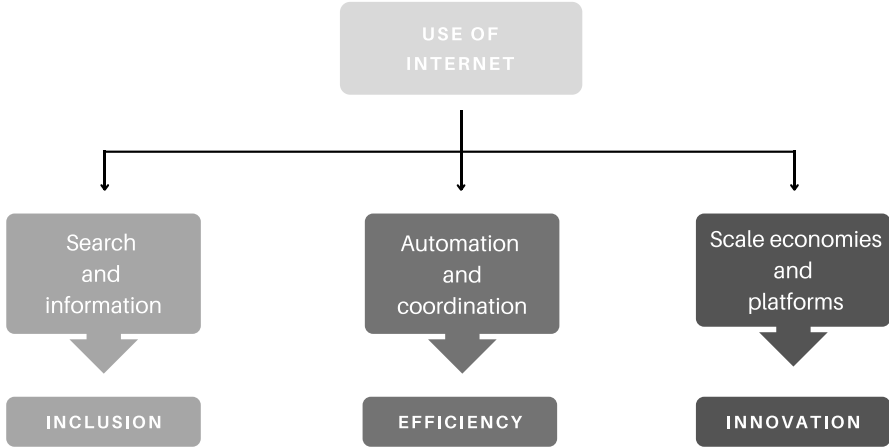 USE OF
INTERNET
Search
and
information
Automation
and
coordination
Scale economies
and
platforms
INCLUSION
EFFICIENCY
INNOVATION